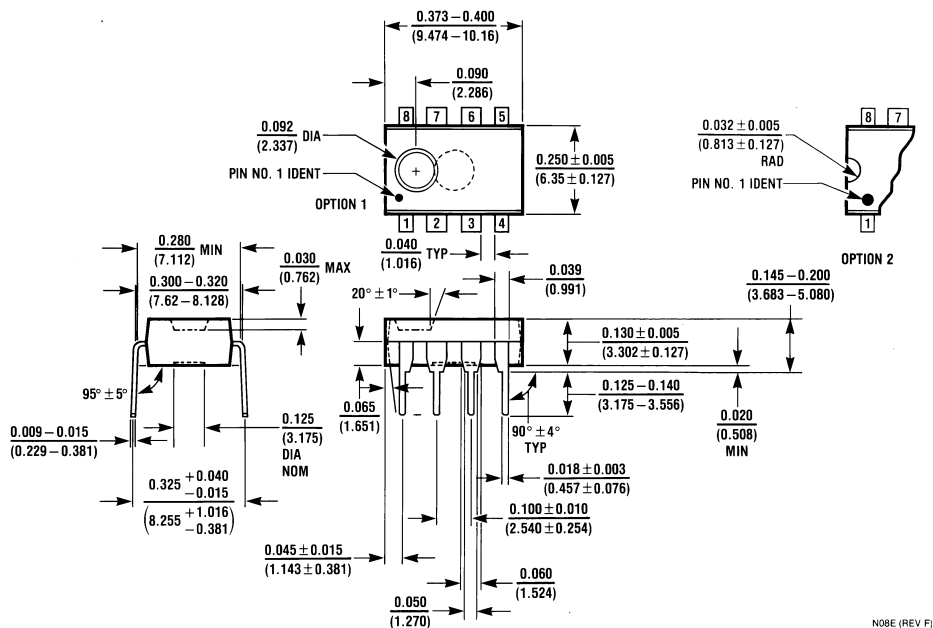 0.373 – 0.400
(9.474 – 10.16)
0.090
(2.286)
8 7 6 5
0.092 DIA
(2.337)
PIN NO. 1 IDENT
OPTION 1
1 2 3 4
0.250 ± 0.005
(6.35 ± 0.127)
8 7
0.032 ± 0.005
(0.813 ± 0.127)
RAD
PIN NO. 1 IDENT
1
OPTION 2
0.280 MIN
(7.112)
0.300 – 0.320
(7.62 – 8.128)
0.030 MAX
(0.762)
0.040 TYP
(1.016)
0.039
(0.991)
20° ± 1°
0.145 – 0.200
(3.683 – 5.080)
0.130 ± 0.005
(3.302 ± 0.127)
0.125 – 0.140
(3.175 – 3.556)
0.020
(0.508)
MIN
95° ± 5°
0.009 – 0.015
(0.229 – 0.381)
0.125
(3.175)
DIA
NOM
0.065
(1.651)
90° ± 4°
TYP
0.018 ± 0.003
(0.457 ± 0.076)
0.325 +0.040
−0.015
(8.255 +1.016
−0.381)
0.100 ± 0.010
(2.540 ± 0.254)
0.045 ± 0.015
(1.143 ± 0.381)
0.060
(1.524)
0.050
(1.270)
N08E (REV F)